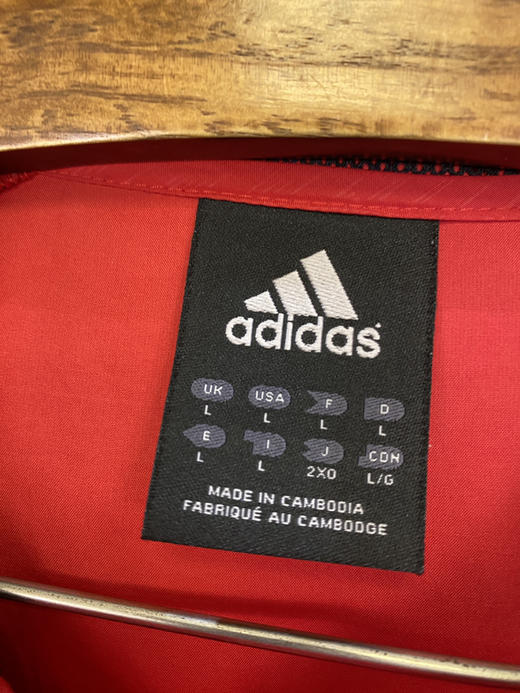 adidas
UK USA F D
L L L L
E I J CDN
L L 2XO L/G
MADE IN CAMBODIA
FABRIQUÉ AU CAMBODGE